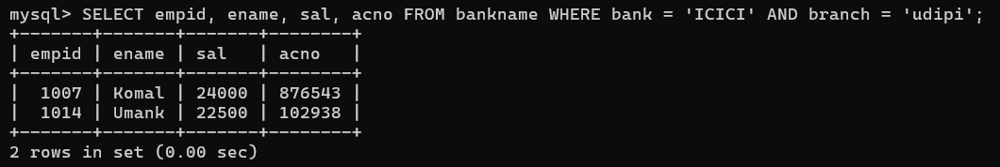 mysql> SELECT empid, ename, sal, acno FROM bankname WHERE bank = 'ICICI' AND branch = 'udipi';
+-------+-------+-------+--------+
| empid | ename | sal   | acno   |
+-------+-------+-------+--------+
|  1007 | Komal | 24000 | 876543 |
|  1014 | Umank | 22500 | 102938 |
+-------+-------+-------+--------+
2 rows in set (0.00 sec)